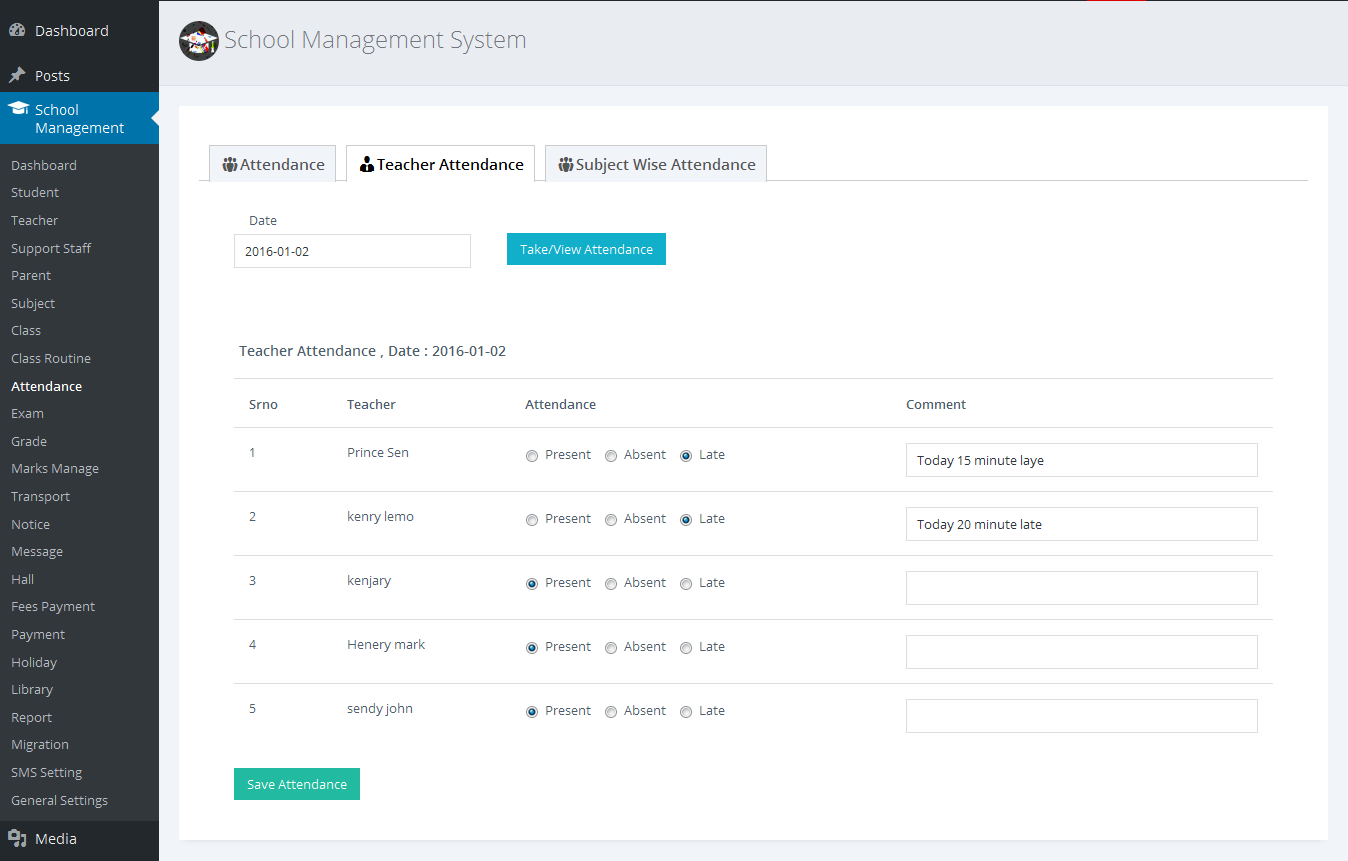 Dashboard
Posts
School
Management
Dashboard
Student
Teacher
Support Staff
Parent
Subject
Class
Class Routine
Attendance
Exam
Grade
Marks Manage
Transport
Notice
Message
Hall
Fees Payment
Payment
Holiday
Library
Report
Migration
SMS Setting
General Settings
Media
School Management System
Attendance Teacher Attendance Subject Wise Attendance
Date
2016-01-02 Take/View Attendance
Teacher Attendance , Date : 2016-01-02
Srno Teacher Attendance Comment
1 Prince Sen Present Absent Late Today 15 minute laye
2 kenry lemo Present Absent Late Today 20 minute late
3 kenjary Present Absent Late
4 Henery mark Present Absent Late
5 sendy john Present Absent Late
Save Attendance